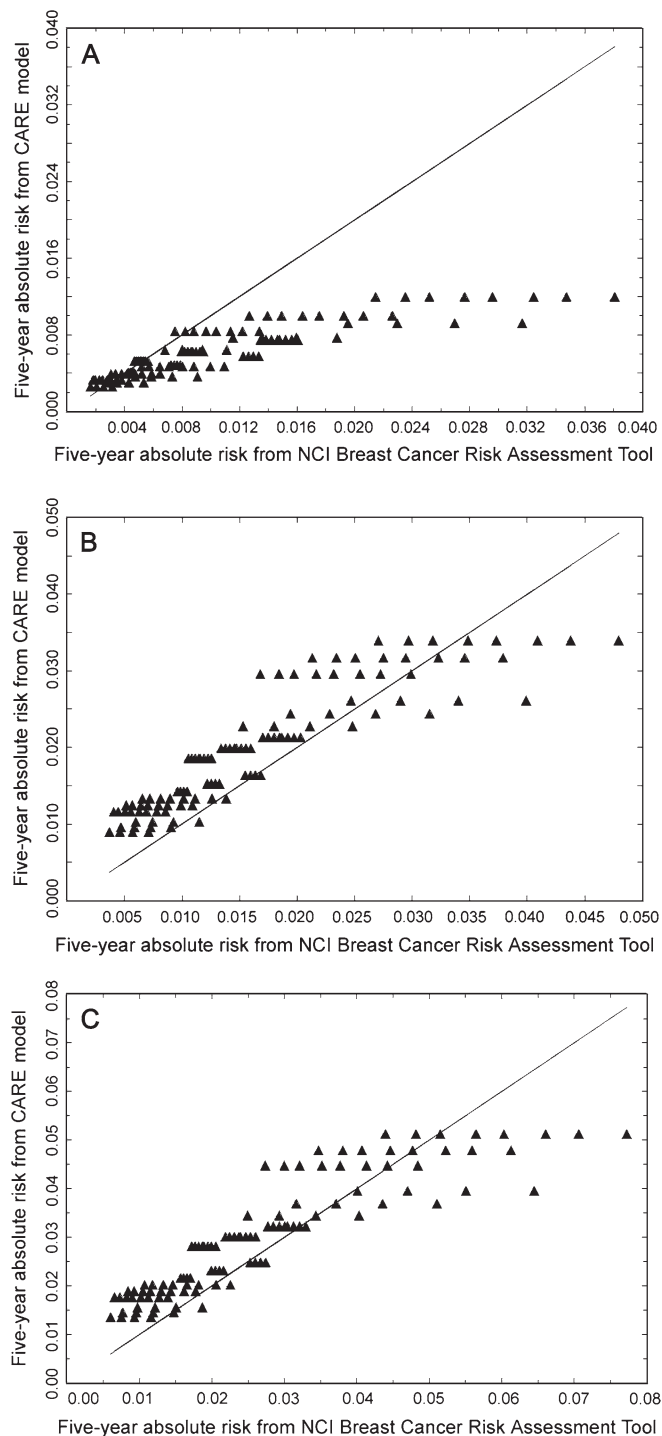 A
Five-year absolute risk from CARE model
0.040
0.032
0.024
0.016
0.008
0.000
0.004 0.008 0.012 0.016 0.020 0.024 0.028 0.032 0.036 0.040
Five-year absolute risk from NCI Breast Cancer Risk Assessment Tool
B
Five-year absolute risk from CARE model
0.050
0.040
0.030
0.020
0.010
0.000
0.005 0.010 0.015 0.020 0.025 0.030 0.035 0.040 0.045 0.050
Five-year absolute risk from NCI Breast Cancer Risk Assessment Tool
C
Five-year absolute risk from CARE model
0.08
0.07
0.06
0.05
0.04
0.03
0.02
0.01
0.00
0.00 0.01 0.02 0.03 0.04 0.05 0.06 0.07 0.08
Five-year absolute risk from NCI Breast Cancer Risk Assessment Tool